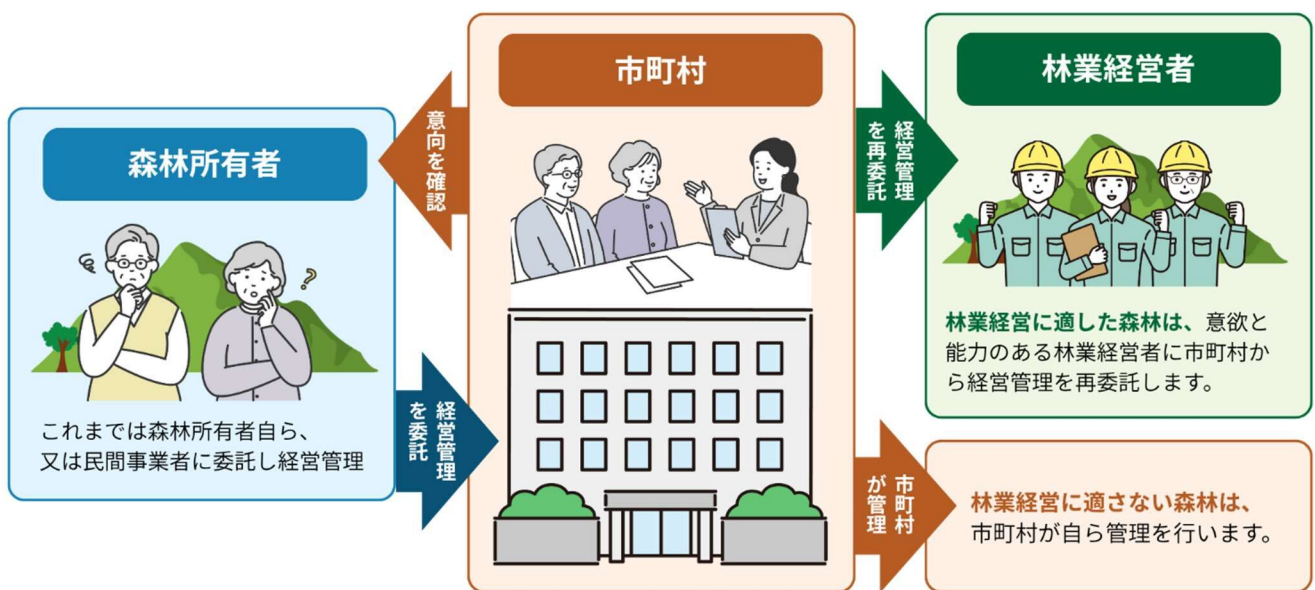 森林所有者
これまでは森林所有者自ら、
又は民間事業者に委託し経営管理
意向を確認
経営管理
を委託
市町村
経営管理
を再委託
市町村
が管理
林業経営者
林業経営に適した森林は、意欲と
能力のある林業経営者に市町村か
ら経営管理を再委託します。
林業経営に適さない森林は、
市町村が自ら管理を行います。